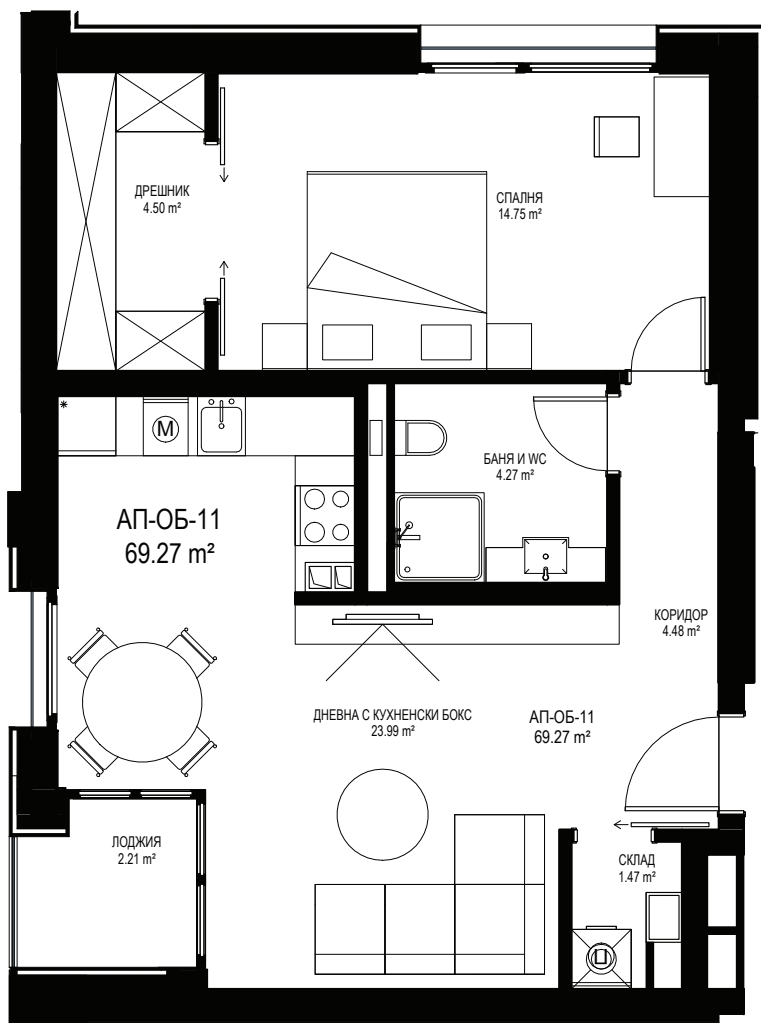 ДРЕШНИК
4.50 m²
СПАЛНЯ
14.75 m²
*
М
БАНЯ И WC
4.27 m²
АП-ОБ-11
69.27 m²
КОРИДОР
4.48 m²
ДНЕВНА С КУХНЕНСКИ БОКС
23.99 m²
АП-ОБ-11
69.27 m²
ЛОДЖИЯ
2.21 m²
СКЛАД
1.47 m²